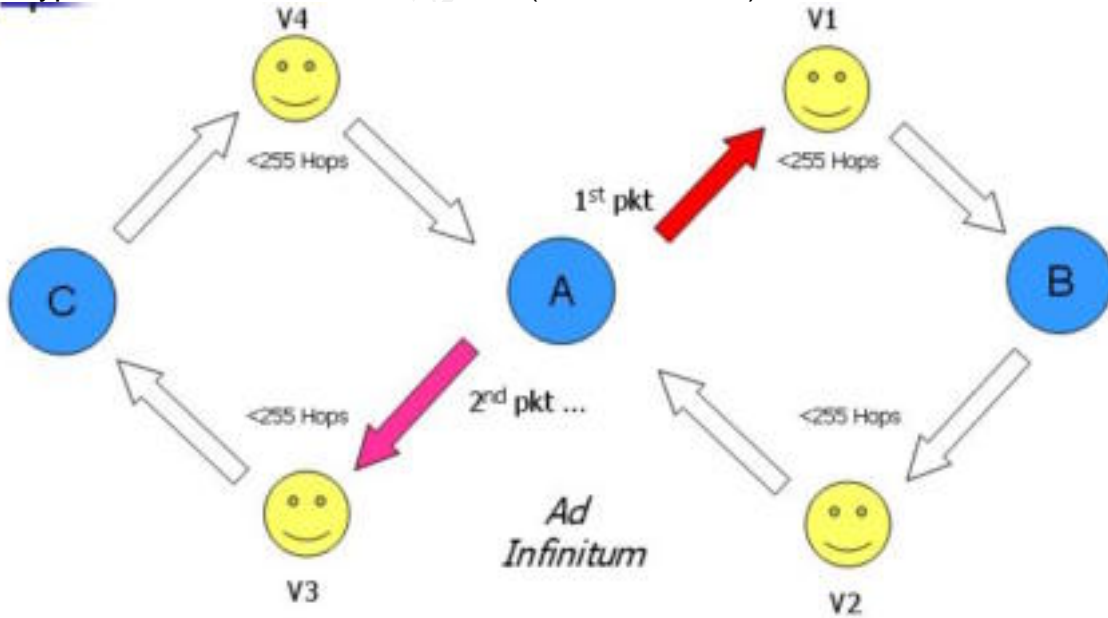 V4
V1
<255 Hops
<255 Hops
1st pkt
C
A
B
2nd pkt ...
<255 Hops
<255 Hops
Ad
Infinitum
V3
V2